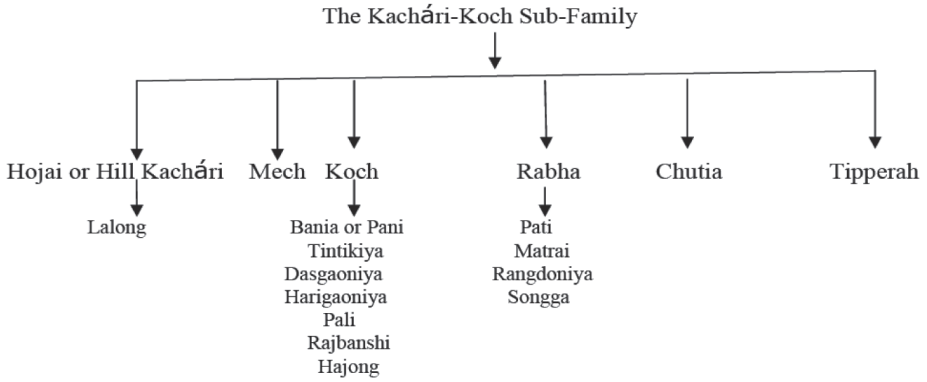 The Kachári-Koch Sub-Family
Hojai or Hill Kachári Mech Koch Rabha Chutia Tipperah
Lalong Bania or Pani Pati
Tintikiya Matrai
Dasgaoniya Rangdoniya
Harigaoniya Songga
Pali
Rajbanshi
Hajong